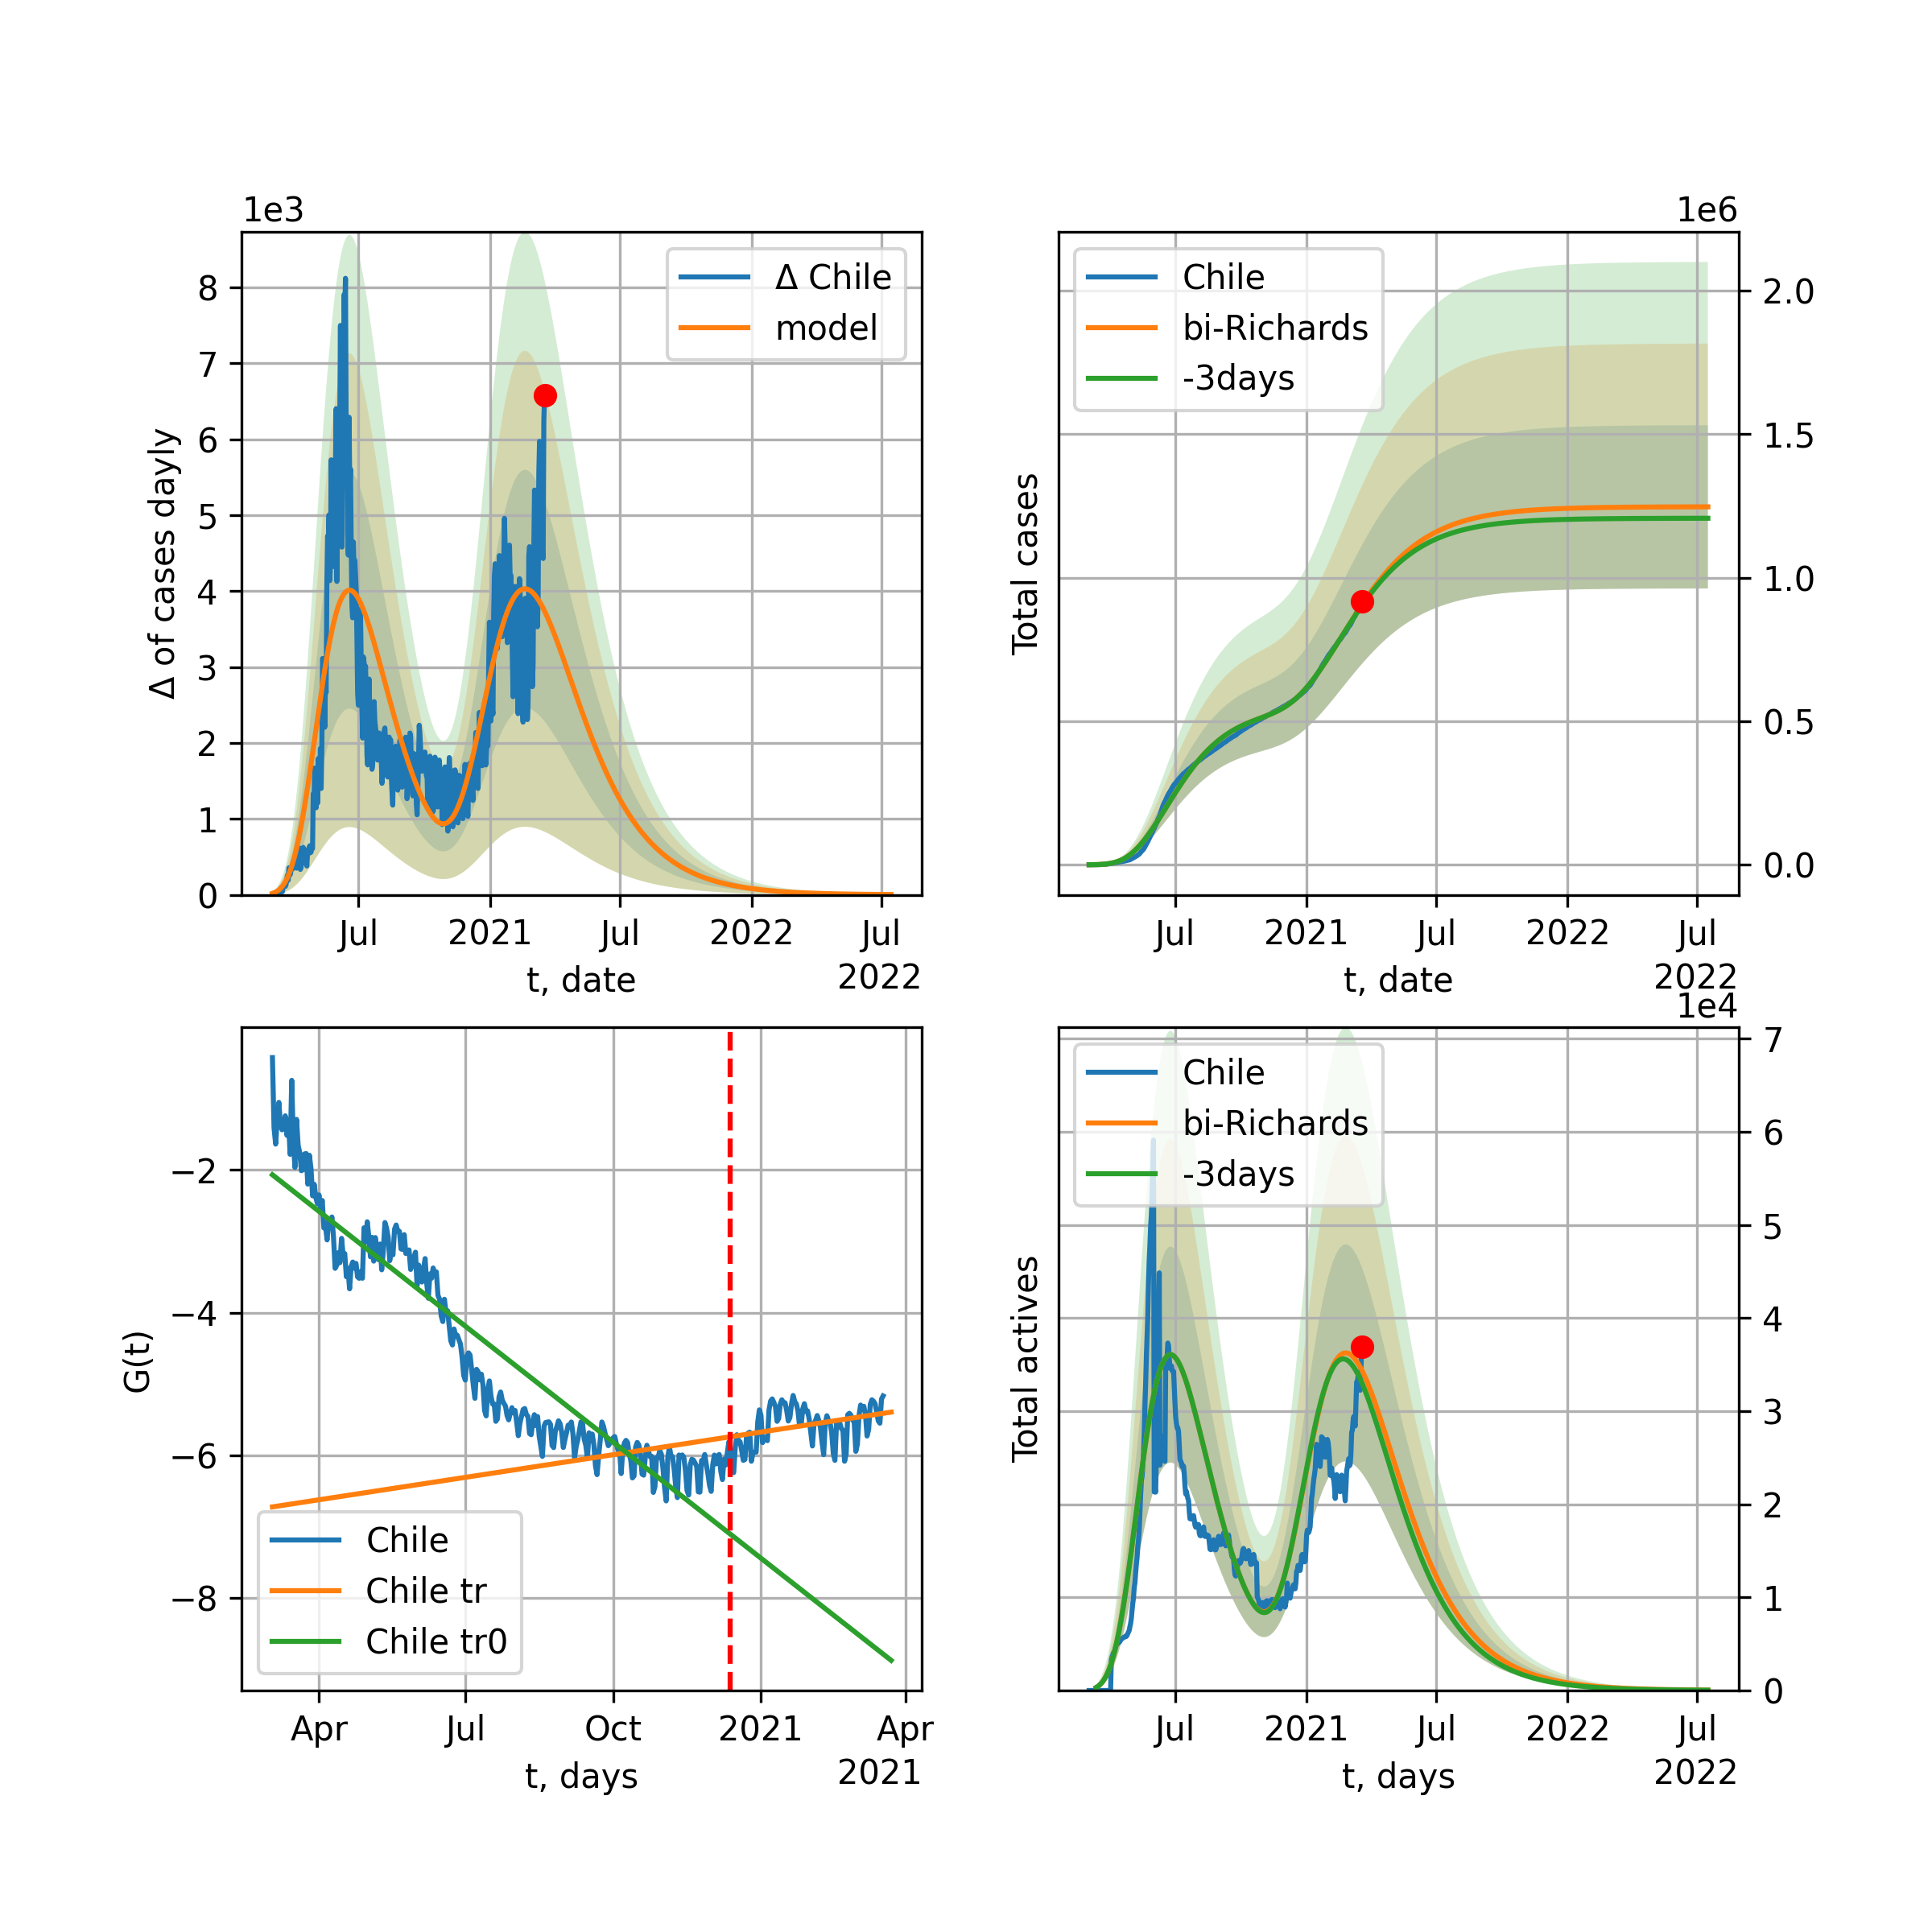 1e3
8
7
6
5
4
3
2
1
0
Δ of cases dayly
Δ Chile
model
Jul
2021
Jul
2022
Jul
2022
t, date
1e6
Chile
bi-Richards
-3days
2.0
1.5
1.0
0.5
0.0
Total cases
Jul
2021
Jul
2022
Jul
2022
t, date
−2
−4
−6
−8
G(t)
Chile
Chile tr
Chile tr0
Apr
Jul
Oct
2021
Apr
2021
t, days
1e4
Chile
bi-Richards
-3days
7
6
5
4
3
2
1
0
Total actives
Jul
2021
Jul
2022
Jul
2022
t, days